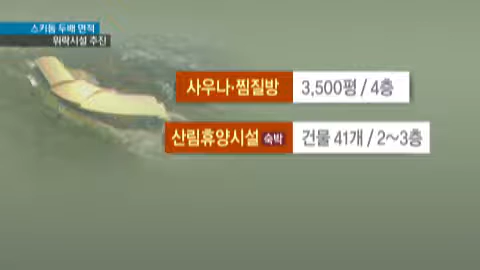 스키돔 두배 면적
위락시설 추진
사우나·찜질방 3,500평 / 4층
산림휴양시설 숙박 건물 41개 / 2~3층